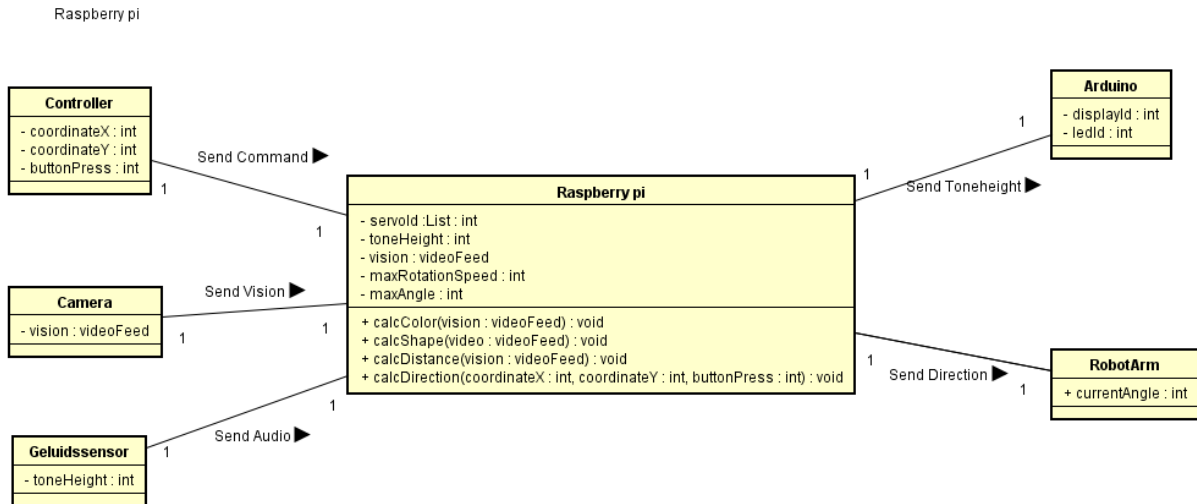 Raspberry pi
Controller
- coordinateX : int
- coordinateY : int
- buttonPress : int
1
Send Command ▶
1
Camera
- vision : videoFeed
1
Send Vision ▶
1
Geluidssensor
- toneHeight : int
1
Send Audio ▶
1
Raspberry pi
- servoId :List : int
- toneHeight : int
- vision : videoFeed
- maxRotationSpeed : int
- maxAngle : int
+ calcColor(vision : videoFeed) : void
+ calcShape(video : videoFeed) : void
+ calcDistance(vision : videoFeed) : void
+ calcDirection(coordinateX : int, coordinateY : int, buttonPress : int) : void
1
Send Toneheight ▶
1
Arduino
- displayId : int
- ledId : int
1
Send Direction ▶
1
RobotArm
+ currentAngle : int